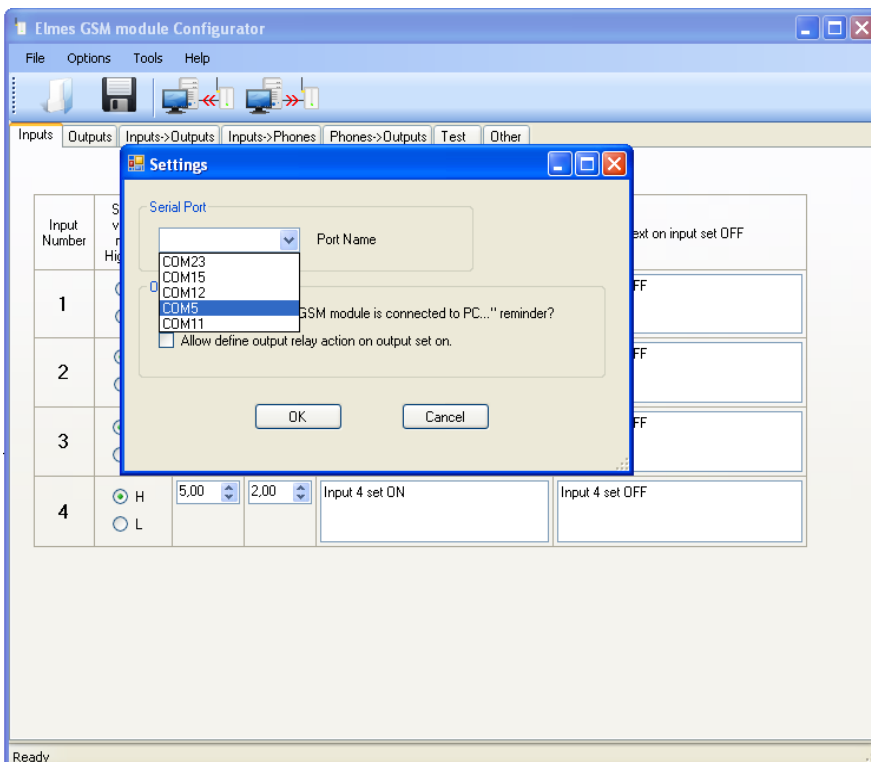 Elmes GSM module Configurator
File Options Tools Help
Inputs Outputs Inputs->Outputs Inputs->Phones Phones->Outputs Test Other
Settings
Serial Port
Port Name
COM23
COM15
COM12
COM5
COM11
GSM module is connected to PC..." reminder?
Allow define output relay action on output set on.
OK Cancel
Input
Number
ext on input set OFF
1
FF
2
FF
3
FF
4
H
L
5,00 2,00 Input 4 set ON Input 4 set OFF
Ready